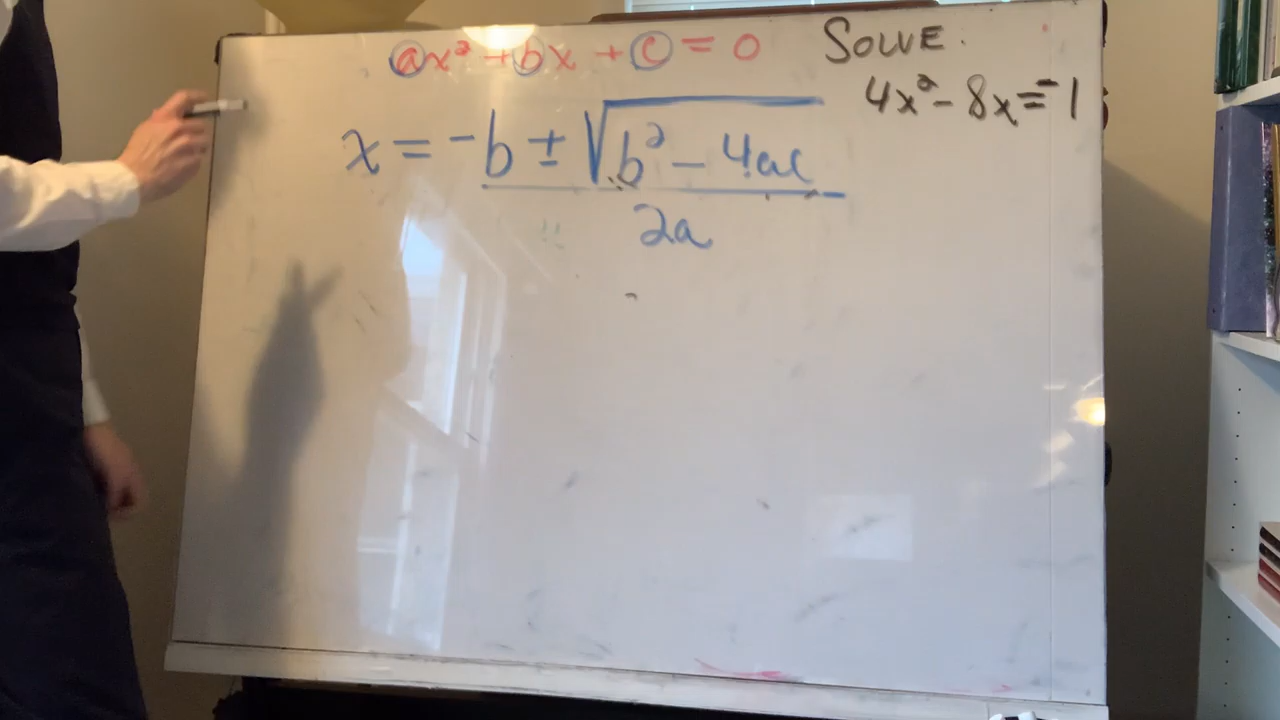 ax² + bx + c = 0
SOLVE.
4x² - 8x = -1
x = -b ± √b² - 4ac
2a